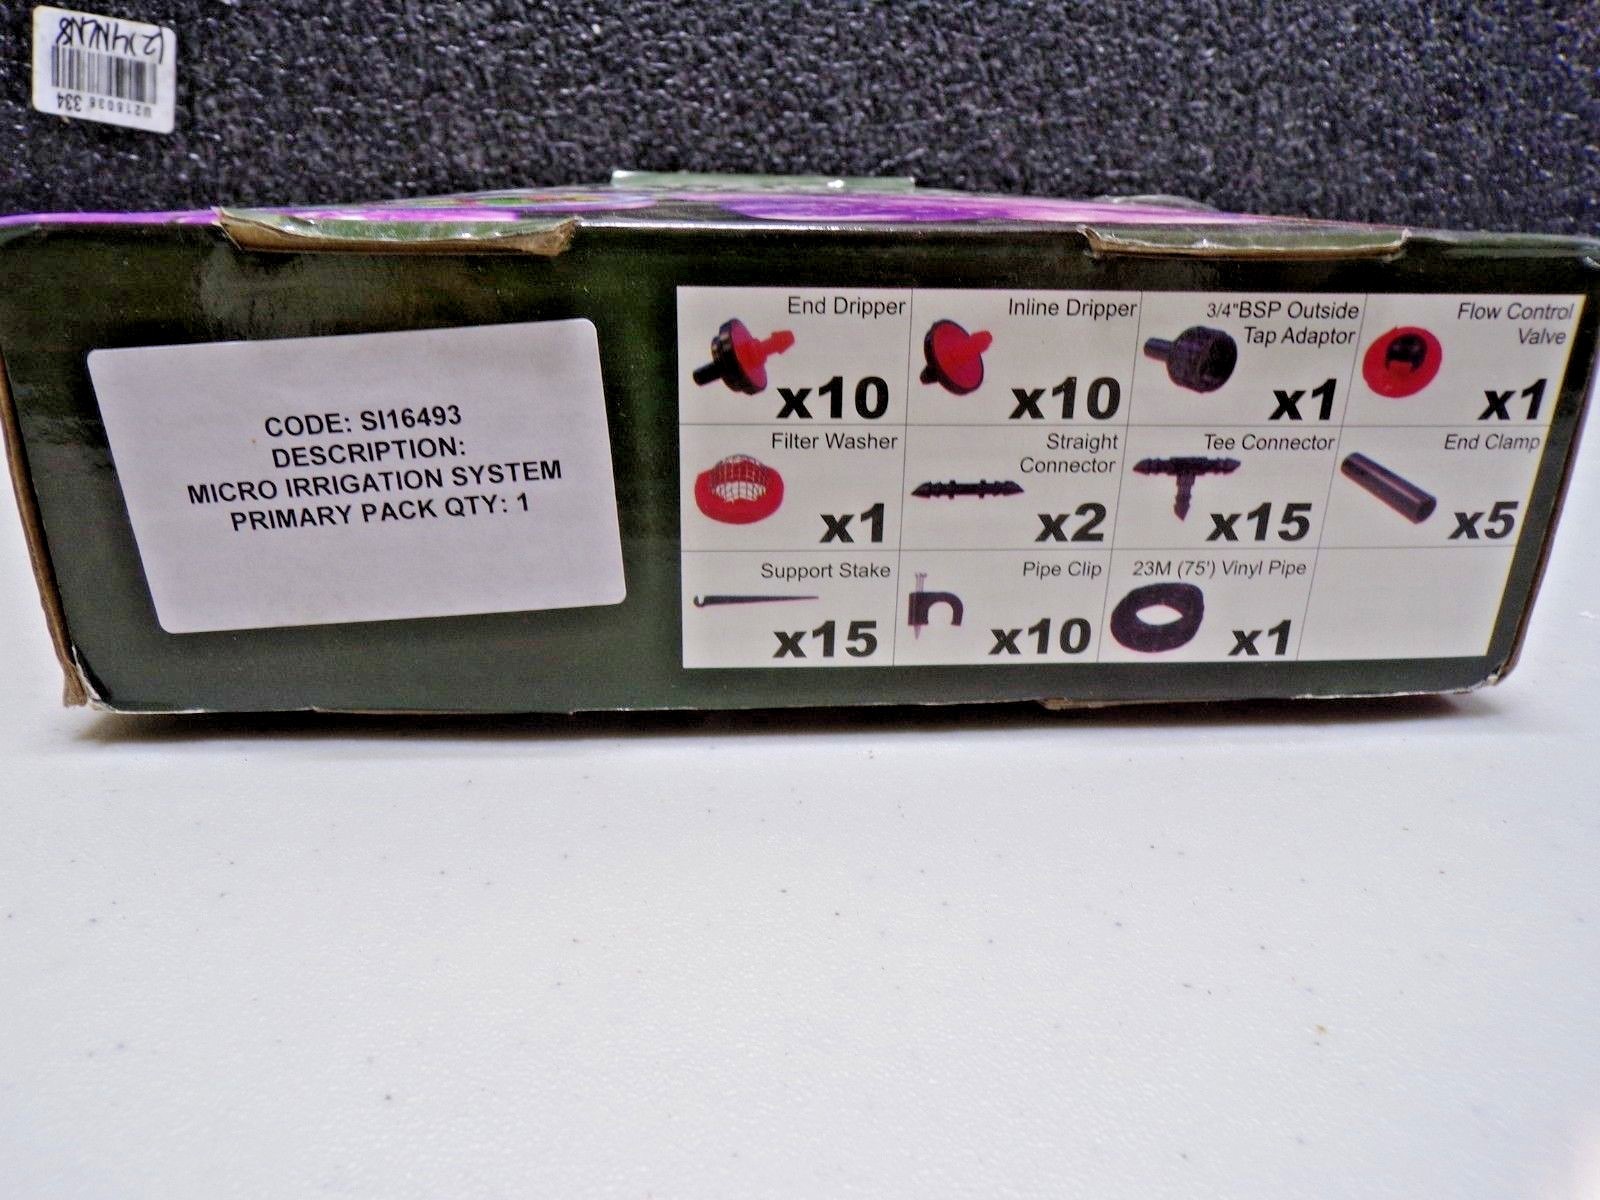 334
CODE: SI16493
DESCRIPTION:
MICRO IRRIGATION SYSTEM
PRIMARY PACK QTY: 1
End Dripper
x10
Inline Dripper
x10
3/4"BSP Outside
Tap Adaptor
x1
Flow Control
Valve
x1
Filter Washer
x1
Straight
Connector
x2
Tee Connector
x15
End Clamp
x5
Support Stake
x15
Pipe Clip
x10
23M (75') Vinyl Pipe
x1